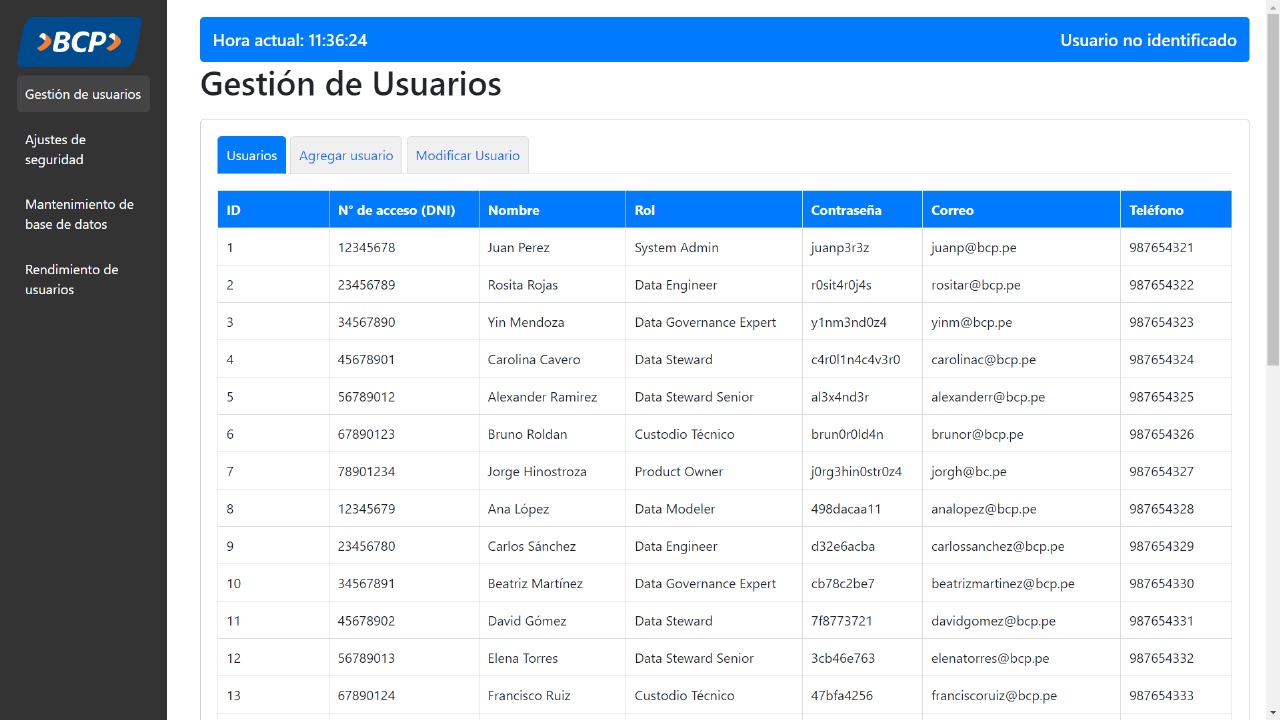 BCP
Gestión de usuarios
Ajustes de
seguridad
Mantenimiento de
base de datos
Rendimiento de
usuarios
Hora actual: 11:36:24 Usuario no identificado
Gestión de Usuarios
Usuarios Agregar usuario Modificar Usuario
ID N° de acceso (DNI) Nombre Rol Contraseña Correo Teléfono
1 12345678 Juan Perez System Admin juanp3r3z juanp@bcp.pe 987654321
2 23456789 Rosita Rojas Data Engineer r0sit4r0j4s rositar@bcp.pe 987654322
3 34567890 Yin Mendoza Data Governance Expert y1nm3nd0z4 yinm@bcp.pe 987654323
4 45678901 Carolina Cavero Data Steward c4r0l1n4c4v3r0 carolinac@bcp.pe 987654324
5 56789012 Alexander Ramirez Data Steward Senior al3x4nd3r alexanderr@bcp.pe 987654325
6 67890123 Bruno Roldan Custodio Técnico brun0r0ld4n brunor@bcp.pe 987654326
7 78901234 Jorge Hinostroza Product Owner j0rg3hin0str0z4 jorgh@bc.pe 987654327
8 12345679 Ana López Data Modeler 498dacaa11 analopez@bcp.pe 987654328
9 23456780 Carlos Sánchez Data Engineer d32e6acba carlossanchez@bcp.pe 987654329
10 34567891 Beatriz Martínez Data Governance Expert cb78c2be7 beatrizmartinez@bcp.pe 987654330
11 45678902 David Gómez Data Steward 7f8773721 davidgomez@bcp.pe 987654331
12 56789013 Elena Torres Data Steward Senior 3cb46e763 elenatorres@bcp.pe 987654332
13 67890124 Francisco Ruiz Custodio Técnico 47bfa4256 franciscoruiz@bcp.pe 987654333